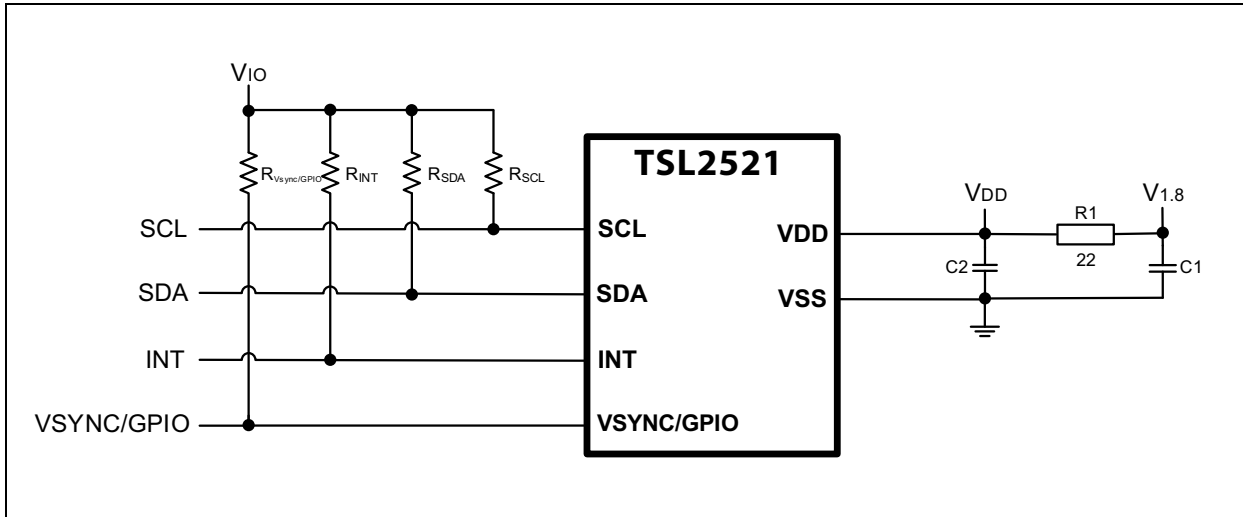 VIO
RVsync/GPIO
RINT
RSDA
RSCL
TSL2521
SCL
SDA
INT
VSYNC/GPIO
SCL
SDA
INT
VSYNC/GPIO
VDD
VSS
VDD
R1
22
V1.8
C2
C1